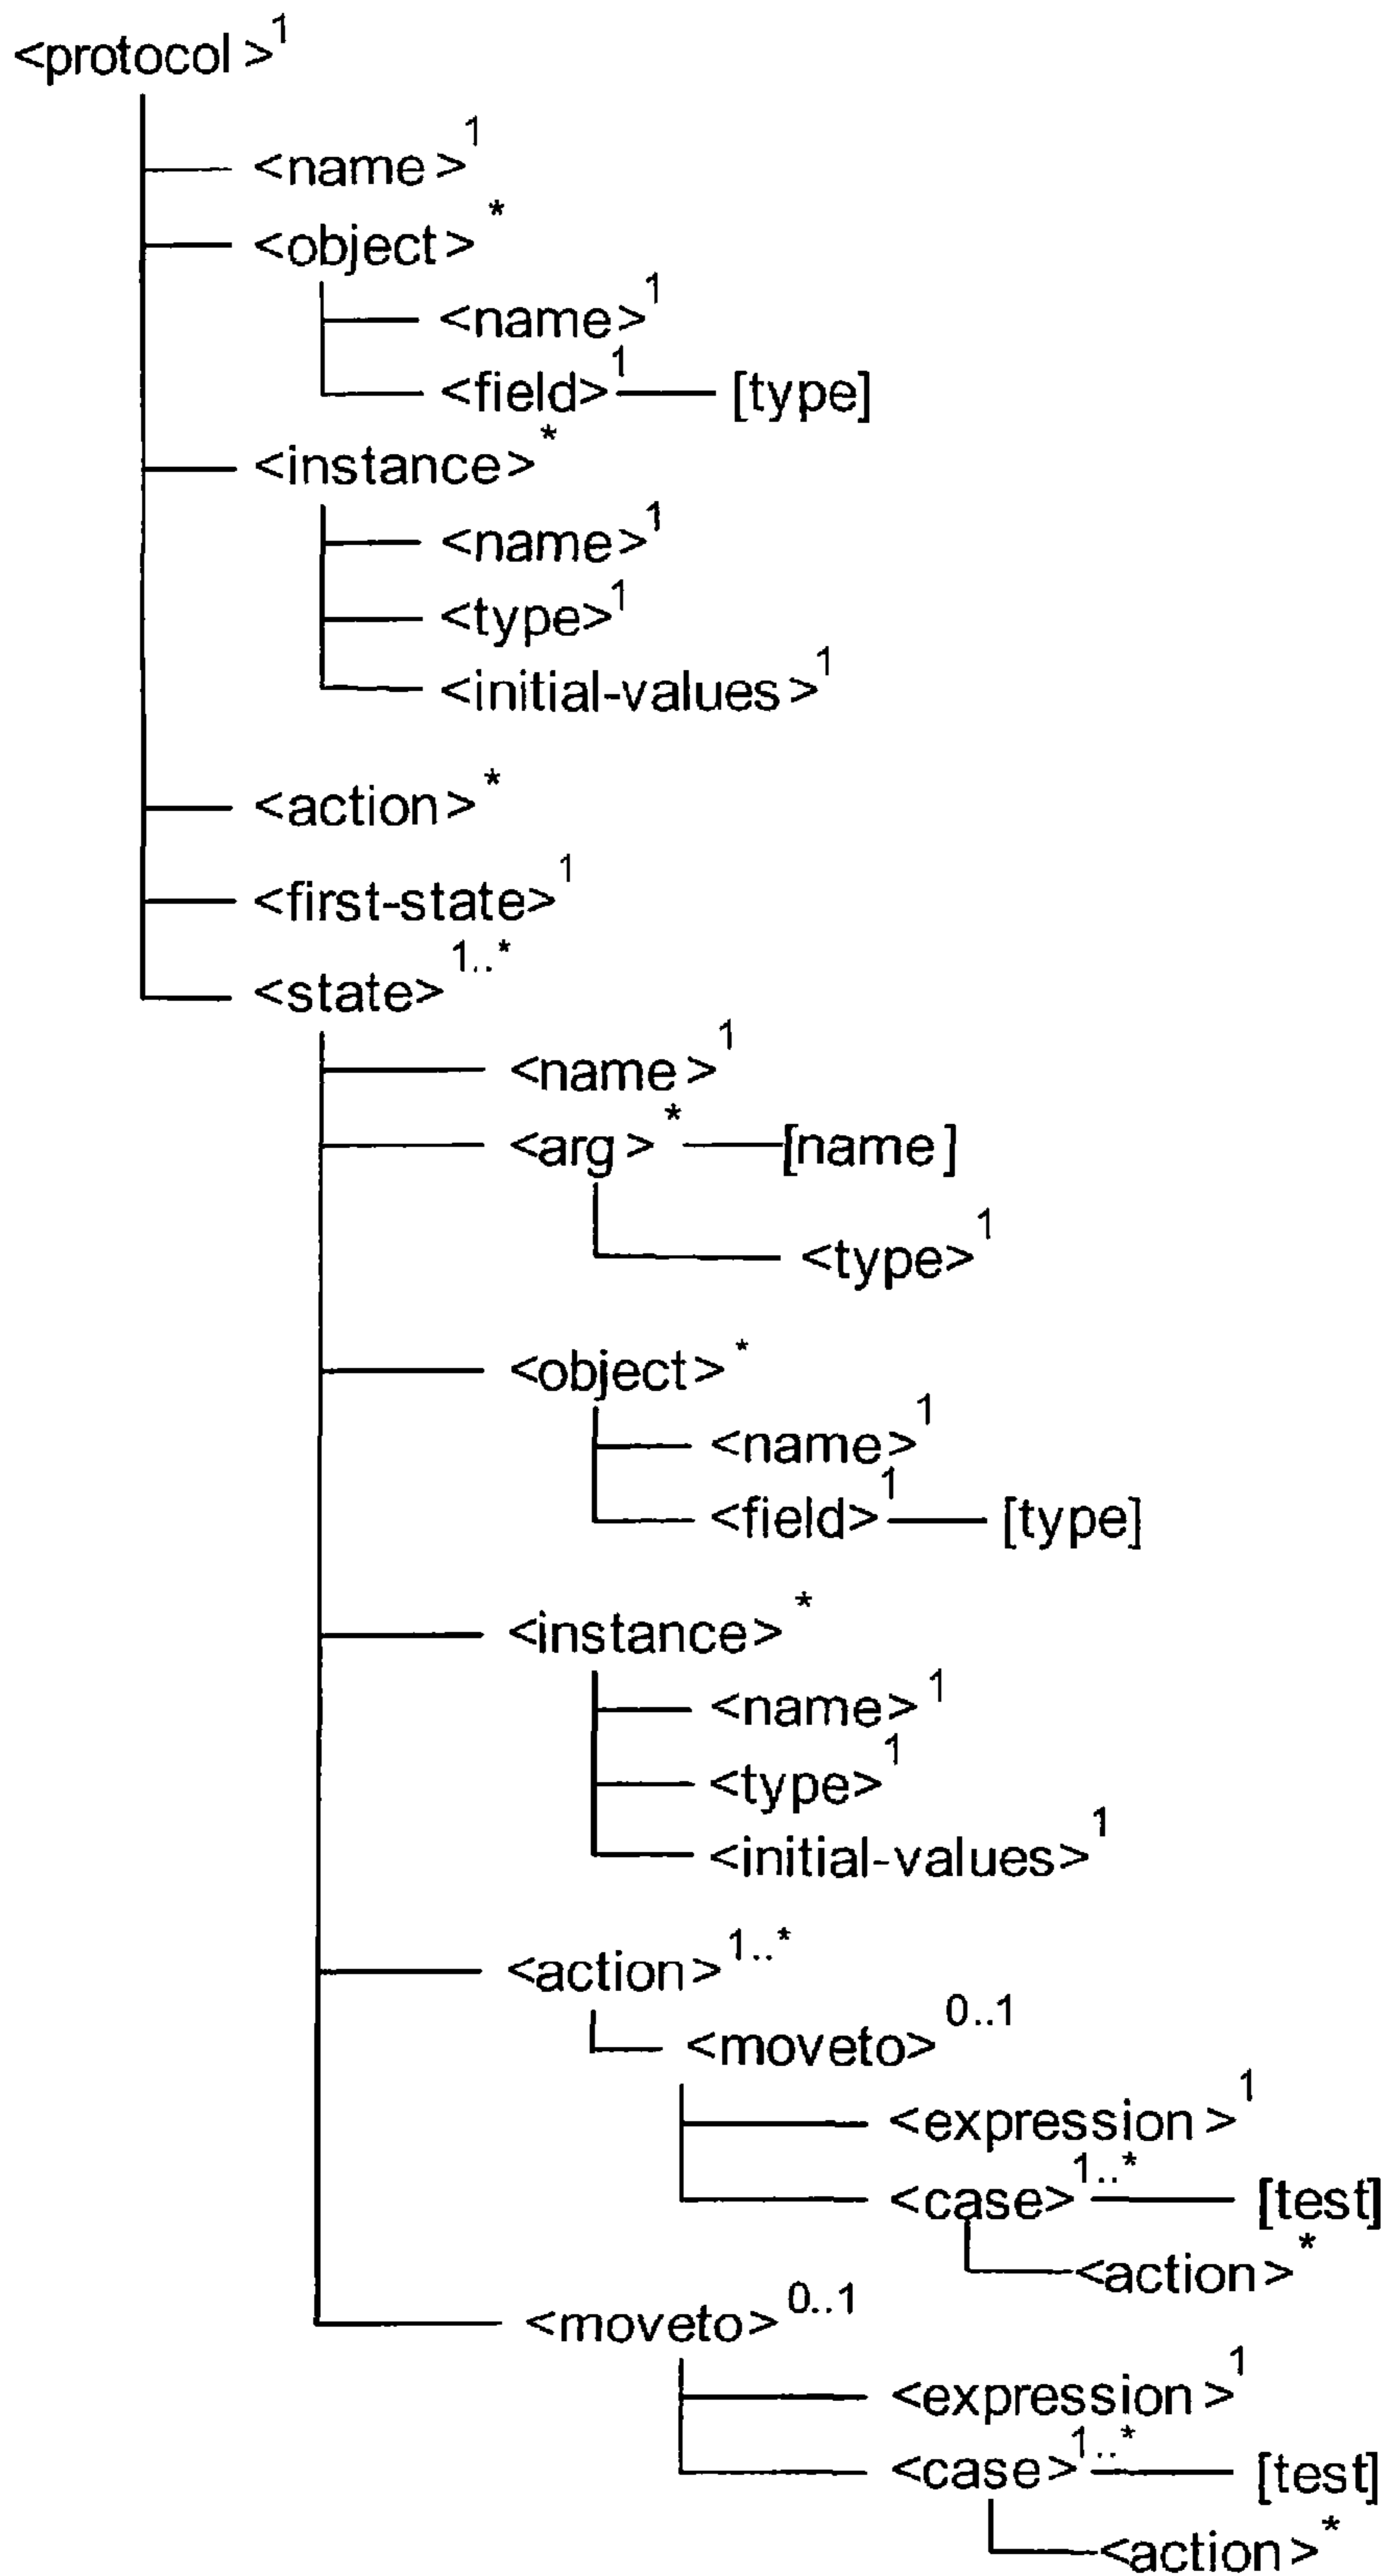 <protocol>1
<name>1
<object>*
<name>1
<field>1 [type]
<instance>*
<name>1
<type>1
<initial-values>1
<action>*
<first-state>1
<state>1..*
<name>1
<arg>* [name]
<type>1
<object>*
<name>1
<field>1 [type]
<instance>*
<name>1
<type>1
<initial-values>1
<action>1..*
<moveto>0..1
<expression>1
<case>1..* [test]
<action>*
<moveto>0..1
<expression>1
<case>1..* [test]
<action>*